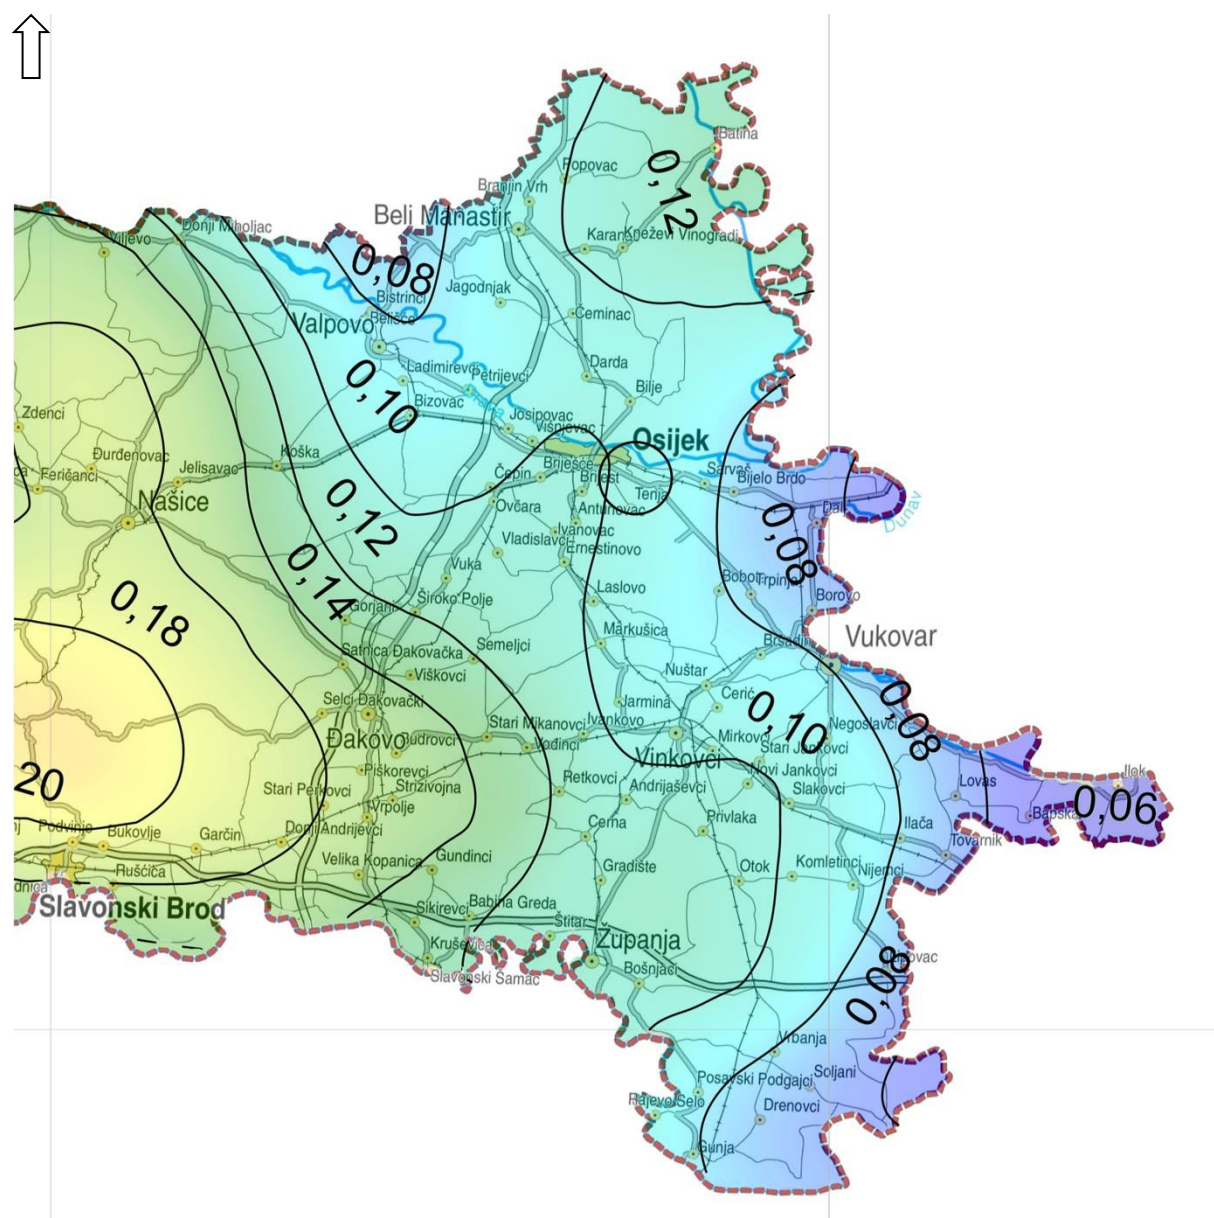 Batina
Popovac
Branjin Vrh
0,12
Beli Manastir
Donji Miholjac
Viljevo
Karanac
Kneževi Vinogradi
0,08
Jagodnjak
Bistrinci
Čeminac
Valpovo
Belišće
Darda
Ladimirevci
Petrijevci
Bilje
0,10
Drava
Bizovac
Zdenci
Josipovac
Višnjevac
Osijek
Đurđenovac
Koška
Jelisavac
Feričanci
Čepin
Briješće
Brijest
Sarvaš
Bijelo Brdo
Tenja
Našice
0,12
Ovčara
Antunovac
Dalj
Dunav
Ivanovac
0,08
Vladislavci
Ernestinovo
0,14
Vuka
Laslovo
Bobota
Trpinja
Borovo
0,18
Gorjani
Široko Polje
Markušica
Bršadin
Vukovar
Satnica Đakovačka
Semeljci
Viškovci
Nuštar
Cerić
0,08
Selci Đakovački
Jarmina
0,10
Stari Mikanovci
Ivankovo
Negoslavci
Đakovo
Budrovci
Vođinci
Mirkovci
Stari Jankovci
Vinkovci
20
Piškorevci
Retkovci
Novi Jankovci
Ilok
Lovas
Stari Perkovci
Strizivojna
Andrijaševci
Slakovci
0,06
Vrpolje
Bapska
Podvinje
Bukovlje
Garčin
Donji Andrijevci
Cerna
Privlaka
Ilača
Tovarnik
Velika Kopanica
Gundinci
Gradište
Otok
Komletinci
Nijemci
Ruščica
Slavonski Brod
Sikirevci
Babina Greda
Štitar
Županja
Kruševica
Lipovac
0,08
Slavonski Šamac
Bošnjaci
Vrbanja
Posavski Podgajci
Soljani
Rajevo Selo
Drenovci
Gunja